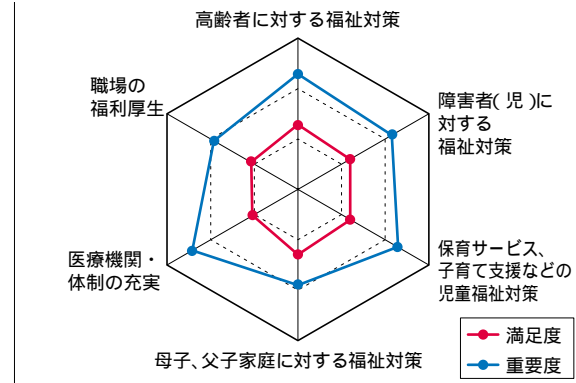 高齢者に対する福祉対策
職場の
福利厚生
障害者(児)に
対する
福祉対策
医療機関・
体制の充実
保育サービス、
子育て支援などの
児童福祉対策
母子、父子家庭に対する福祉対策
満足度
重要度